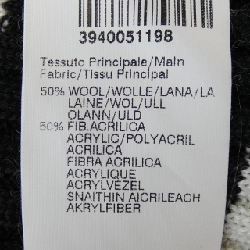 3940051198
Tessuto Principale/Main
Fabric/Tissu Principal
50% WOOL/WOLLE/LANA/LA
LAINE/WOL/ULL
OLANN/ULD
50% FIB.ACRILICA
ACRYLIC/POLYACRIL
ACRILICA
FIBRA ACRILICA
ACRYLIQUE
ACRYLVEZEL
SNAITHIN AICRILEACH
AKRYLFIBER